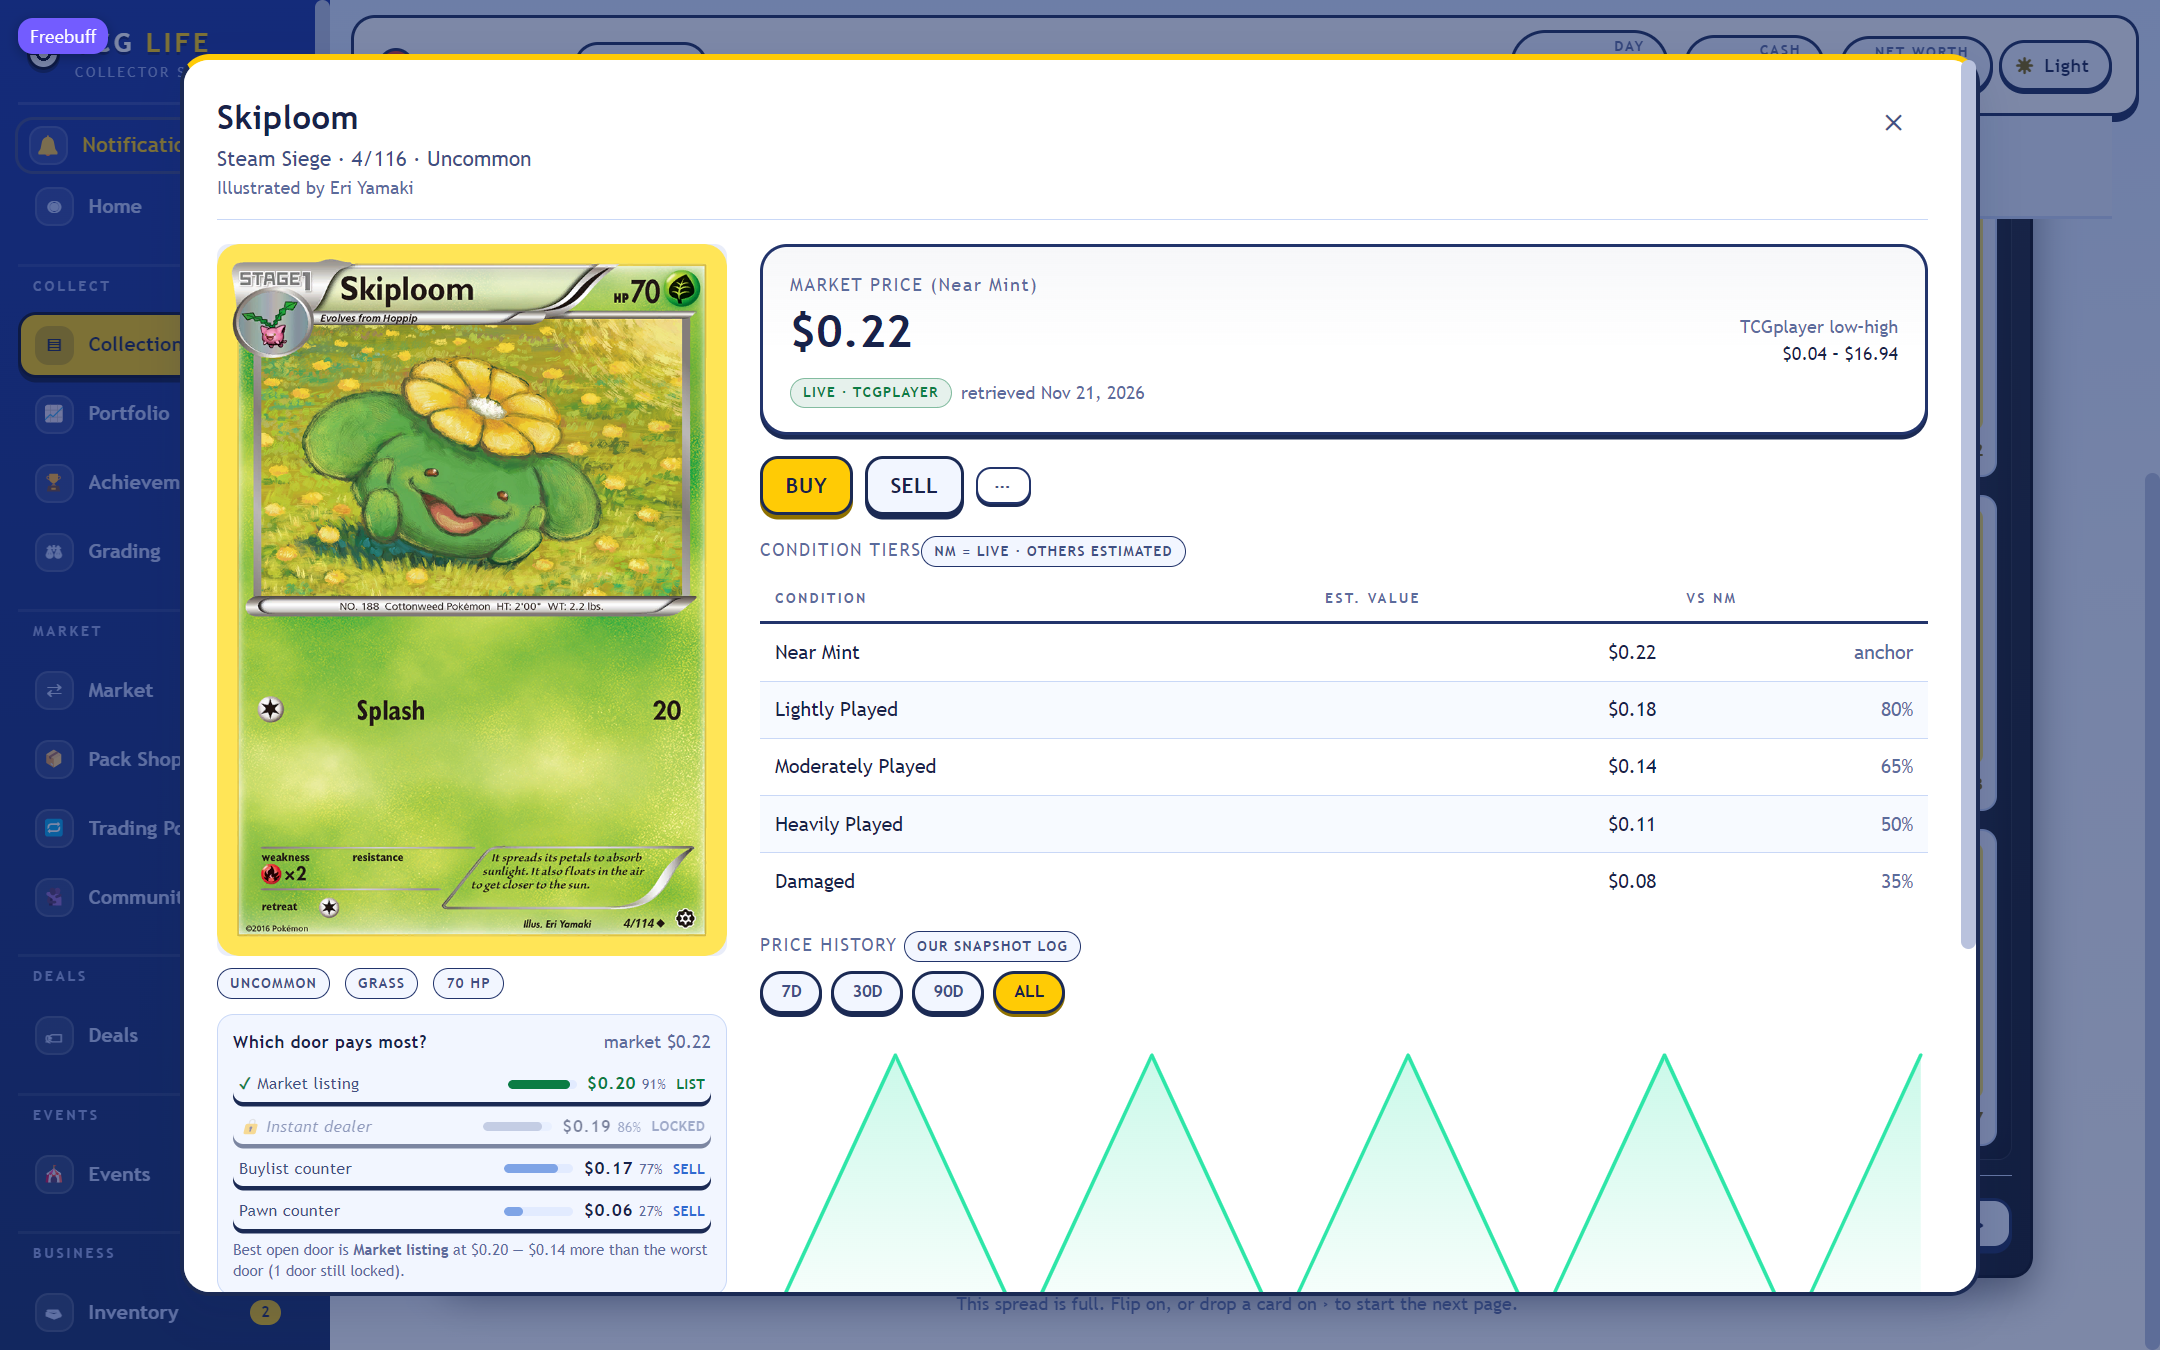 Freebuff
CG LIFE
COLLECTOR S
Home
COLLECT
Collection
Portfolio
Grading
MARKET
Market
Pack Shop
DEALS
Deals
EVENTS
Events
BUSINESS
Inventory
2
DAY
CASH
NET WORTH
Light
Skiploom
Steam Siege · 4/116 · Uncommon
Illustrated by Eri Yamaki
STAGE1
Skiploom
HP 70
Evolves from Hoppip
NO. 188 Cottonweed Pokémon HT: 2'00" WT: 2.2 lbs.
Splash 20
weakness resistance
×2
It spreads its petals to absorb
sunlight. It also floats in the air
to get closer to the sun.
retreat
Illus. Eri Yamaki 4/114
©2016 Pokémon
UNCOMMON GRASS 70 HP
Which door pays most? market $0.22
✓ Market listing $0.20 91% LIST
Instant dealer $0.19 86% LOCKED
Buylist counter $0.17 77% SELL
Pawn counter $0.06 27% SELL
Best open door is Market listing at $0.20 — $0.14 more than the worst
door (1 door still locked).
MARKET PRICE (Near Mint)
$0.22
TCGplayer low-high
$0.04 - $16.94
LIVE · TCGPLAYER retrieved Nov 21, 2026
BUY SELL ...
CONDITION TIERS NM = LIVE · OTHERS ESTIMATED
CONDITION EST. VALUE VS NM
Near Mint $0.22 anchor
Lightly Played $0.18 80%
Moderately Played $0.14 65%
Heavily Played $0.11 50%
Damaged $0.08 35%
PRICE HISTORY OUR SNAPSHOT LOG
7D 30D 90D ALL
This spread is full. Flip on, or drop a card on › to start the next page.